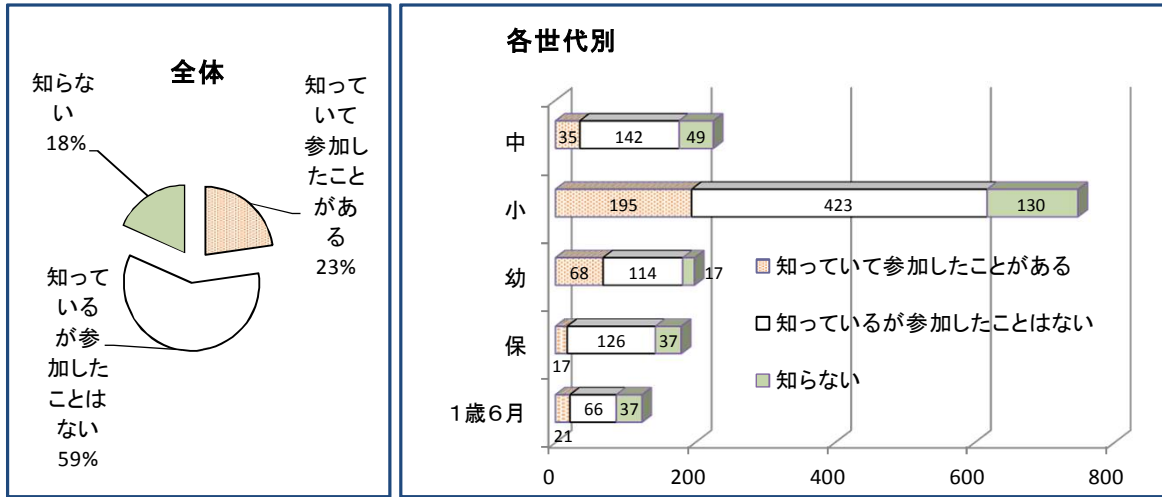 全体
知らな
い
18%
知って
いて
参加し
たこと
があ
る
23%
知って
いる
が参
加した
ことは
ない
59%
各世代別
中
35
142
49
小
195
423
130
幼
68
114
17
保
17
126
37
1歳6月
21
66
37
知っていて参加したことがある
知っているが参加したことはない
知らない
0
200
400
600
800